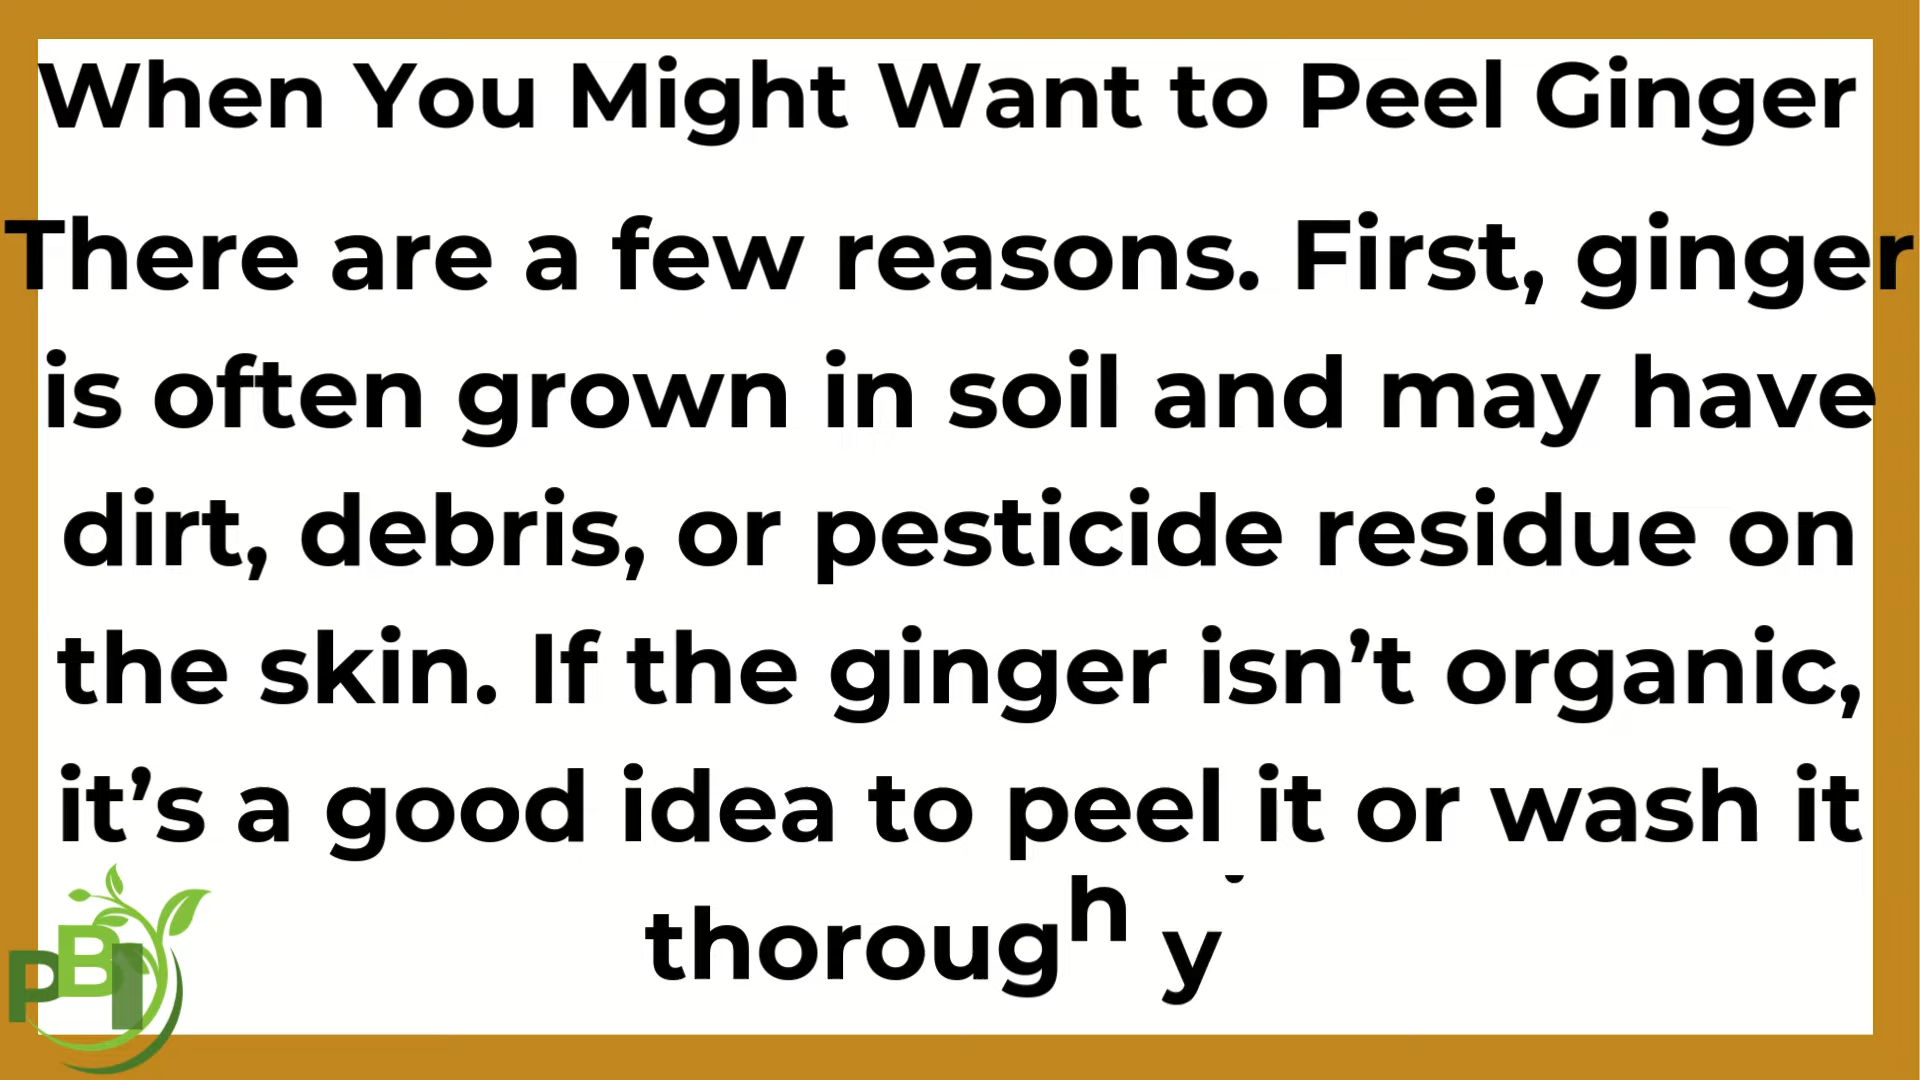 When You Might Want to Peel Ginger
There are a few reasons. First, ginger
is often grown in soil and may have
dirt, debris, or pesticide residue on
the skin. If the ginger isn’t organic,
it’s a good idea to peel it or wash it
thorough y
PBI